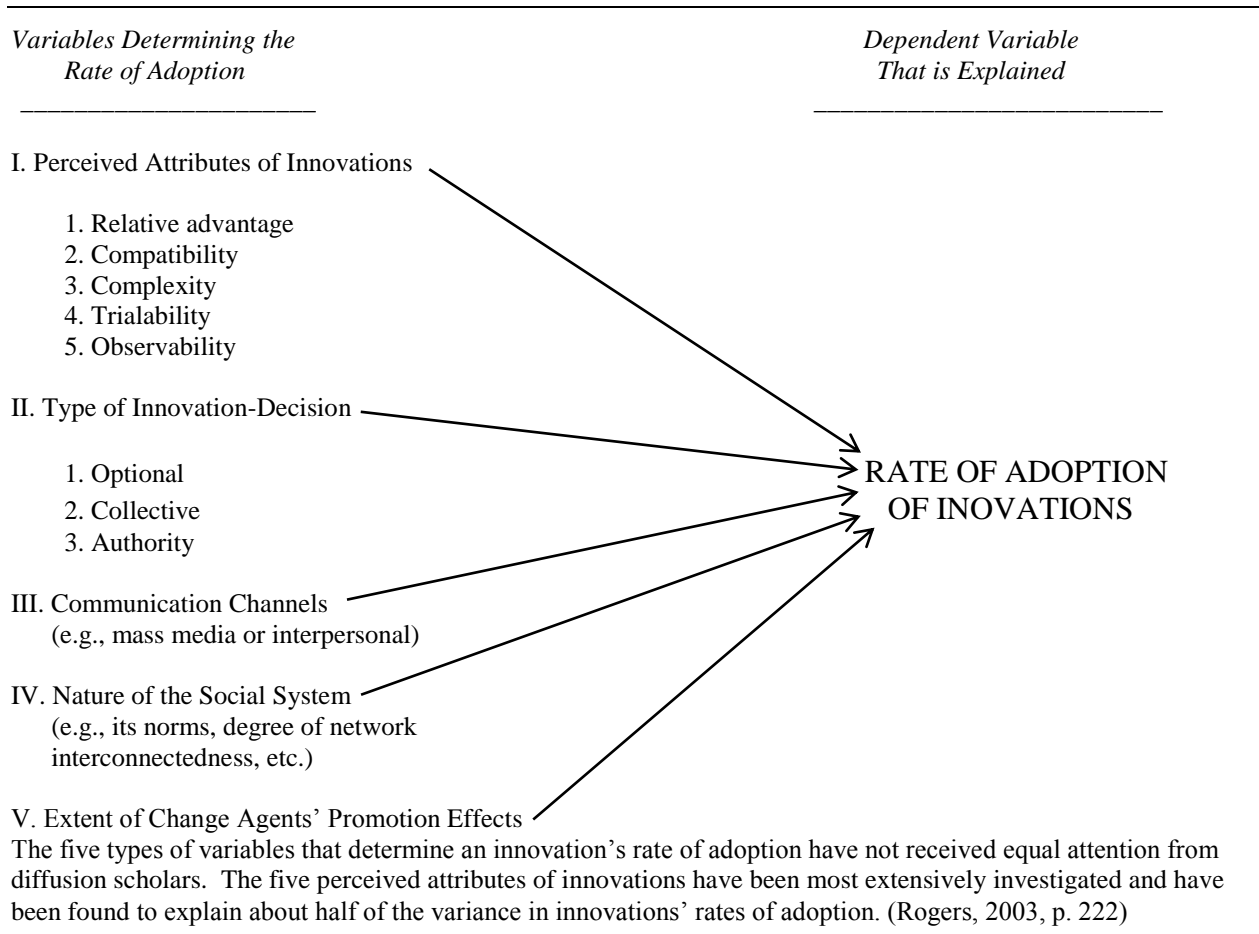 Variables Determining the
Rate of Adoption
Dependent Variable
That is Explained
I. Perceived Attributes of Innovations
1. Relative advantage
2. Compatibility
3. Complexity
4. Trialability
5. Observability
II. Type of Innovation-Decision
1. Optional
2. Collective
3. Authority
RATE OF ADOPTION
OF INOVATIONS
III. Communication Channels
(e.g., mass media or interpersonal)
IV. Nature of the Social System
(e.g., its norms, degree of network
interconnectedness, etc.)
V. Extent of Change Agents’ Promotion Effects
The five types of variables that determine an innovation’s rate of adoption have not received equal attention from
diffusion scholars. The five perceived attributes of innovations have been most extensively investigated and have
been found to explain about half of the variance in innovations’ rates of adoption. (Rogers, 2003, p. 222)